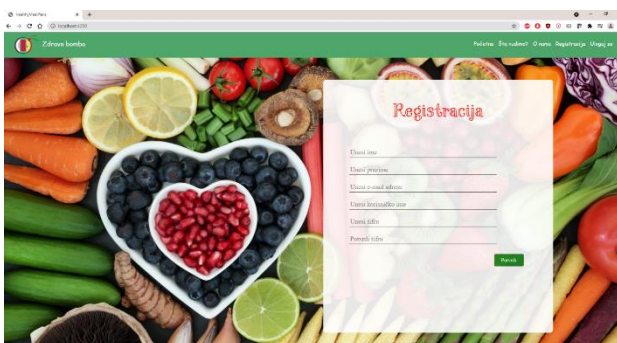 Zdrava bomba
Početna Što nudimo? O nama Registracija Uloguj se
Registracija
Unesi ime
Unesi prezime
Unesi e-mail adresu
Unesi korisničko ime
Unesi šifru
Potvrdi šifru
Potvrdi